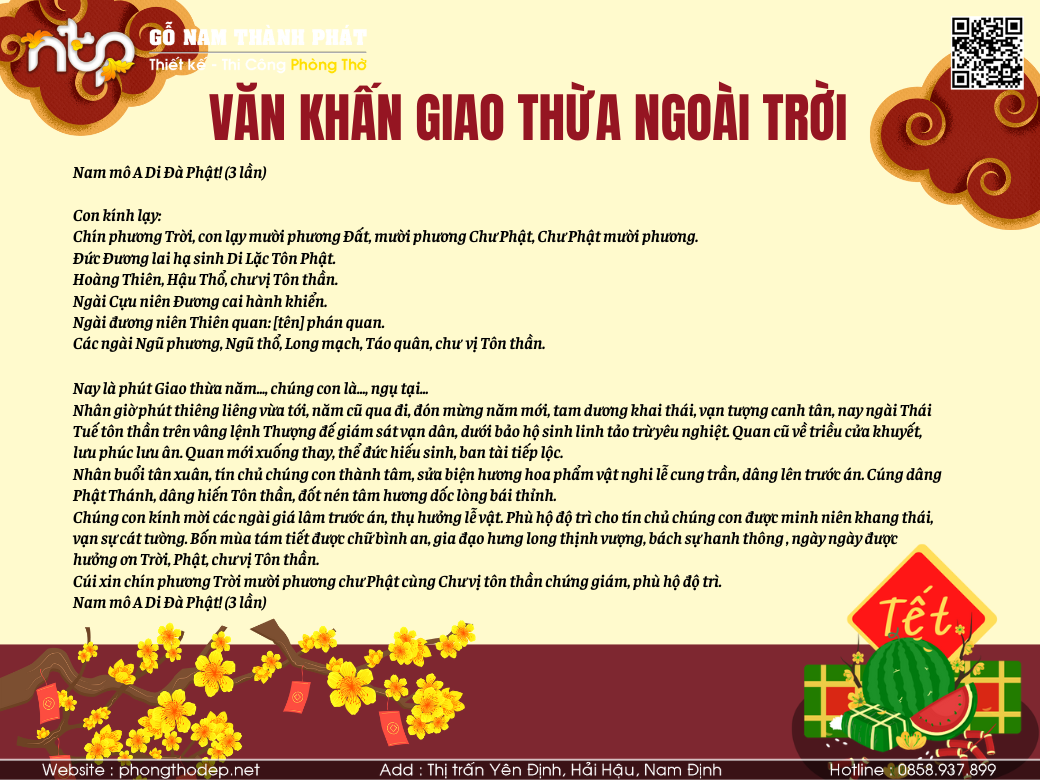 ntp
GỖ NAM THÀNH PHÁT
Thiết kế - Thi Công Phòng Thờ
VĂN KHẤN GIAO THỪA NGOÀI TRỜI
Nam mô A Di Đà Phật! (3 lần)
Con kính lạy:
Chín phương Trời, con lạy mười phương Đất, mười phương Chư Phật, Chư Phật mười phương.
Đức Đương lai hạ sinh Di Lặc Tôn Phật.
Hoàng Thiên, Hậu Thổ, chư vị Tôn thần.
Ngài Cựu niên Đương cai hành khiển.
Ngài đương niên Thiên quan: [tên] phán quan.
Các ngài Ngũ phương, Ngũ thổ, Long mạch, Táo quân, chư vị Tôn thần.
Nay là phút Giao thừa năm..., chúng con là..., ngụ tại...
Nhân giờ phút thiêng liêng vừa tới, năm cũ qua đi, đón mừng năm mới, tam dương khai thái, vạn tượng canh tân, nay ngài Thái
Tuế tôn thần trên vâng lệnh Thượng đế giám sát vạn dân, dưới bảo hộ sinh linh tảo trừ yêu nghiệt. Quan cũ về triều cửa khuyết,
lưu phúc lưu ân. Quan mới xuống thay, thể đức hiếu sinh, ban tài tiếp lộc.
Nhân buổi tân xuân, tín chủ chúng con thành tâm, sửa biện hương hoa phẩm vật nghi lễ cung trần, dâng lên trước án. Cúng dâng
Phật Thánh, dâng hiến Tôn thần, đốt nén tâm hương dốc lòng bái thỉnh.
Chúng con kính mời các ngài giá lâm trước án, thụ hưởng lễ vật. Phù hộ độ trì cho tín chủ chúng con được minh niên khang thái,
vạn sự cát tường. Bốn mùa tám tiết được chữ bình an, gia đạo hưng long thịnh vượng, bách sự hanh thông , ngày ngày được
hưởng ơn Trời, Phật, chư vị Tôn thần.
Cúi xin chín phương Trời mười phương chư Phật cùng Chư vị tôn thần chứng giám, phù hộ độ trì.
Nam mô A Di Đà Phật! (3 lần)
Tết
Website : phongthodep.net
Add : Thị trấn Yên Định, Hải Hậu, Nam Định
Hotline : 0858.937.899